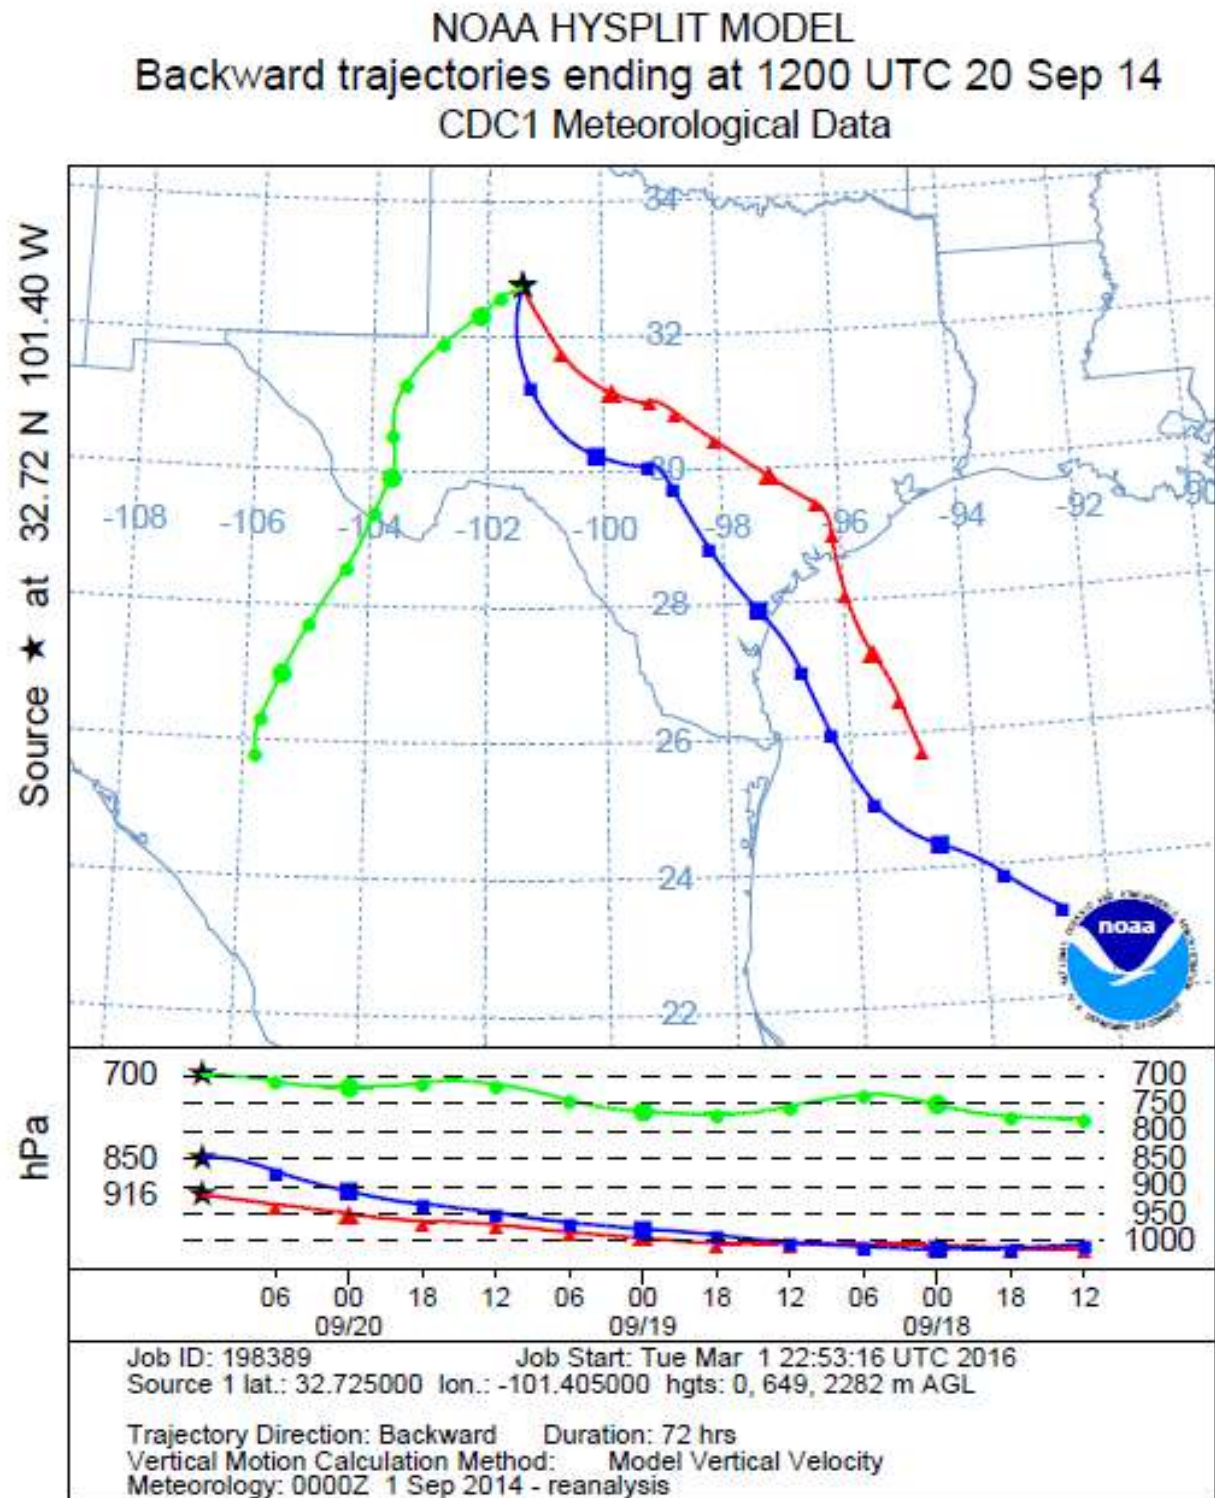 NOAA HYSPLIT MODEL
Backward trajectories ending at 1200 UTC 20 Sep 14
CDC1 Meteorological Data
Source ★ at 32.72 N 101.40 W
34
32
30
-108 -106 -104 -102 -100 -98 -96 -94 -92 -90
28
26
24
22
noaa
hPa
700 700
750
800
850 850
916 900
950
1000
06 00 18 12 06 00 18 12 06 00 18 12
09/20 09/19 09/18
Job ID: 198389 Job Start: Tue Mar 1 22:53:16 UTC 2016
Source 1 lat.: 32.725000 lon.: -101.405000 hgts: 0, 649, 2282 m AGL
Trajectory Direction: Backward Duration: 72 hrs
Vertical Motion Calculation Method: Model Vertical Velocity
Meteorology: 0000Z 1 Sep 2014 - reanalysis